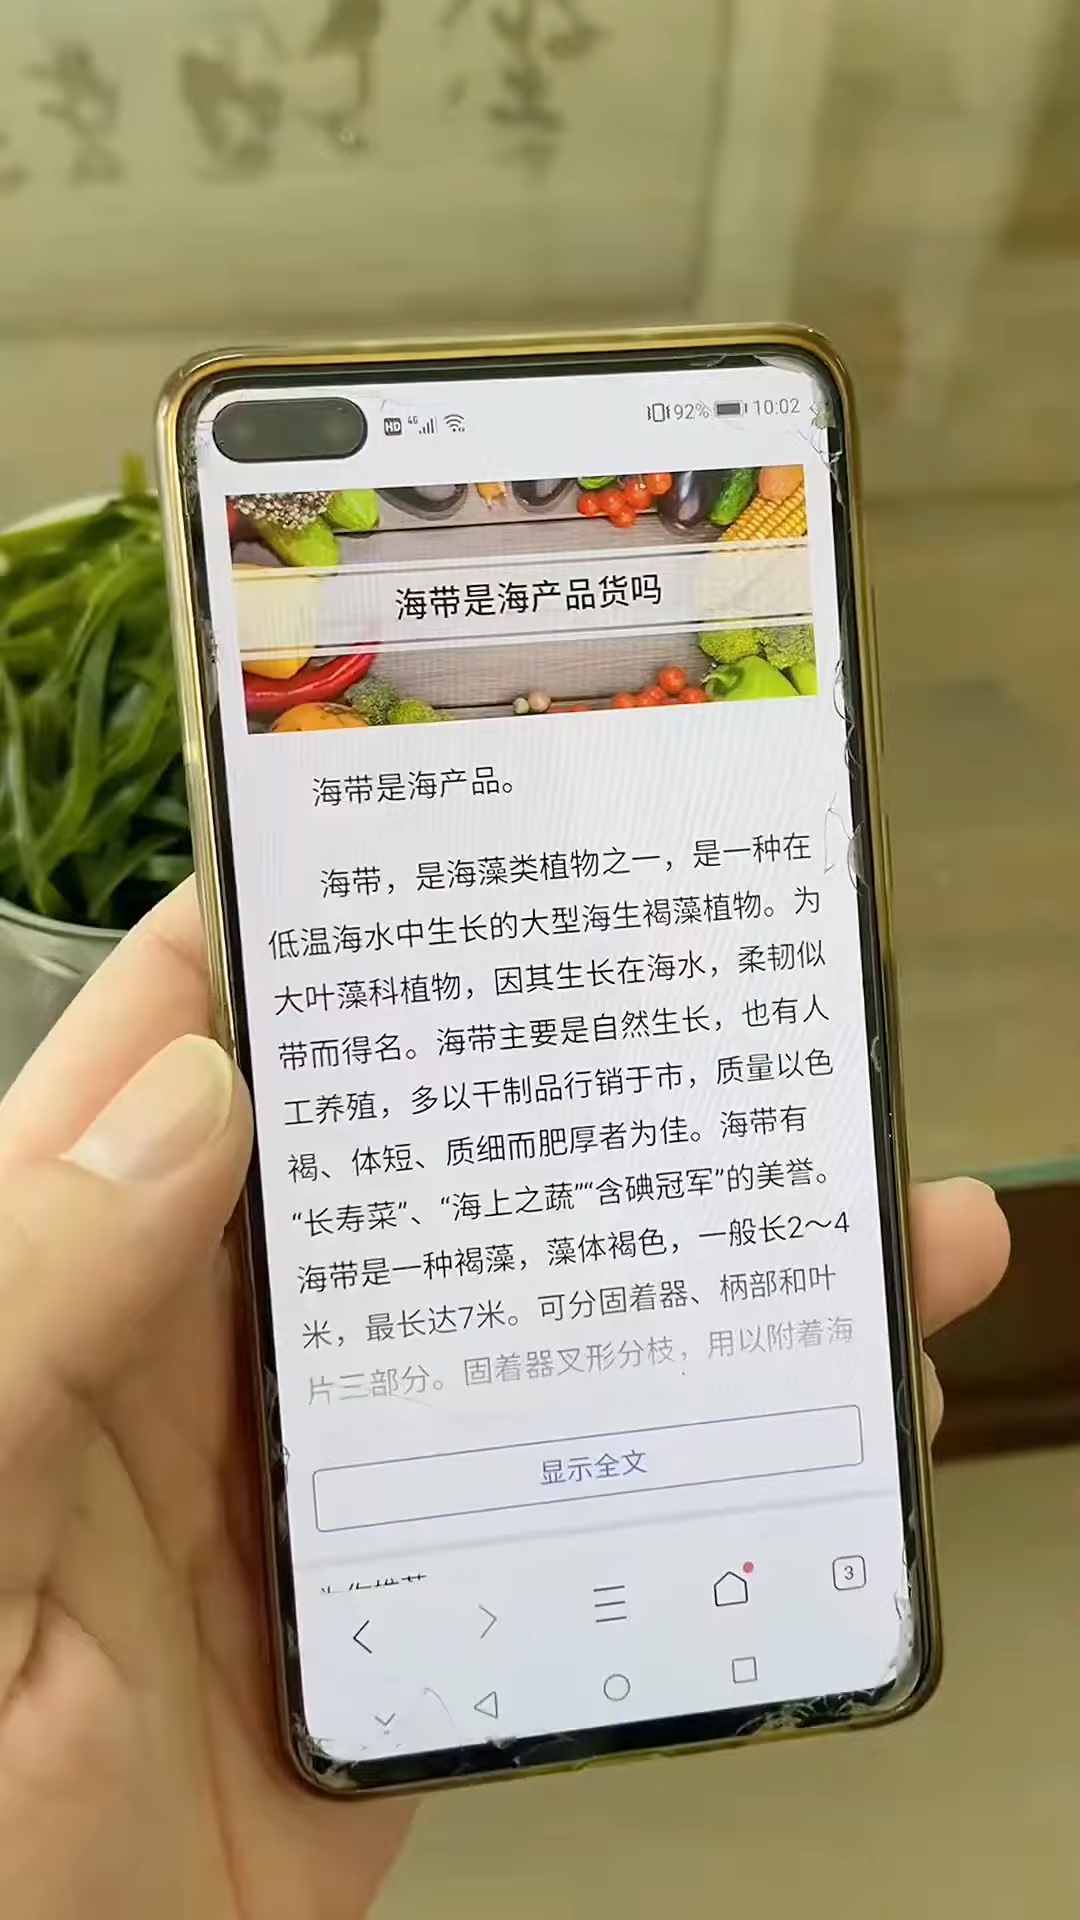 HD 4G 92% 10:02
海带是海产品货吗
海带是海产品。
海带，是海藻类植物之一，是一种在
低温海水中生长的大型海生褐藻植物。为
大叶藻科植物，因其生长在海水，柔韧似
带而得名。海带主要是自然生长，也有人
工养殖，多以干制品行销于市，质量以色
褐、体短、质细而肥厚者为佳。海带有
“长寿菜”、“海上之蔬”“含碘冠军”的美誉。
海带是一种褐藻，藻体褐色，一般长2～4
米，最长达7米。可分固着器、柄部和叶
片三部分。固着器叉形分枝，用以附着海
显示全文
3